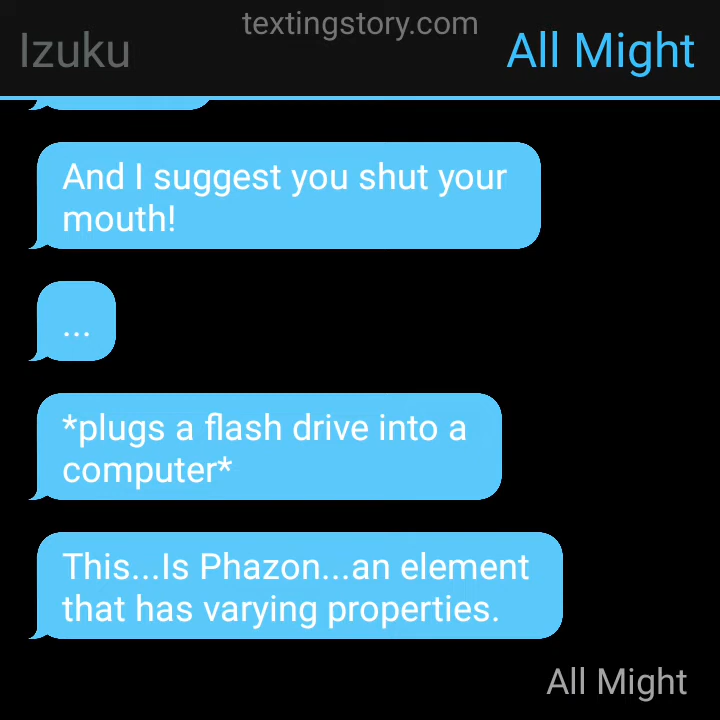 textingstory.com
Izuku
All Might
And I suggest you shut your
mouth!
...
*plugs a flash drive into a
computer*
This...Is Phazon...an element
that has varying properties.
All Might